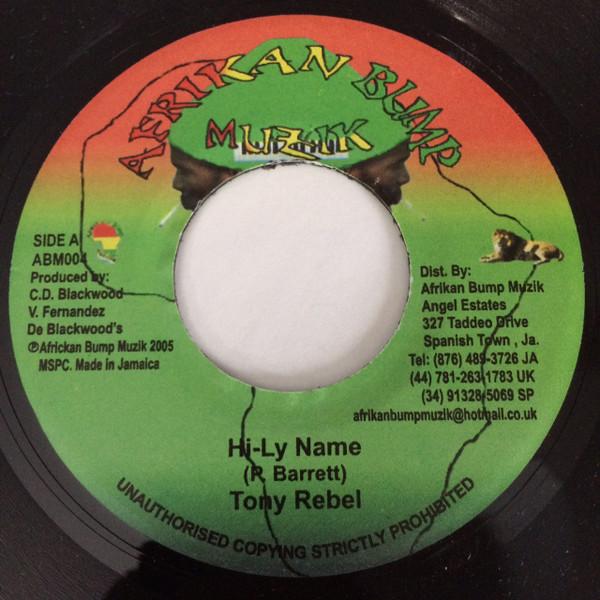 AFRIKAN BUMP
MUZIK
SIDE A
ABM004
Produced by:
C.D. Blackwood
V. Fernandez
De Blackwood's
℗Africkan Bump Muzik 2005
MSPC. Made in Jamaica
Dist. By:
Afrikan Bump Muzik
Angel Estates
327 Taddeo Drive
Spanish Town , Ja.
Tel: (876) 489-3726 JA
(44) 781-263-1783 UK
(34) 91328-5069 SP
afrikanbumpmuzik@hotmail.co.uk
Hi-Ly Name
(P. Barrett)
Tony Rebel
UNAUTHORISED COPYING STRICTLY PROHIBITED